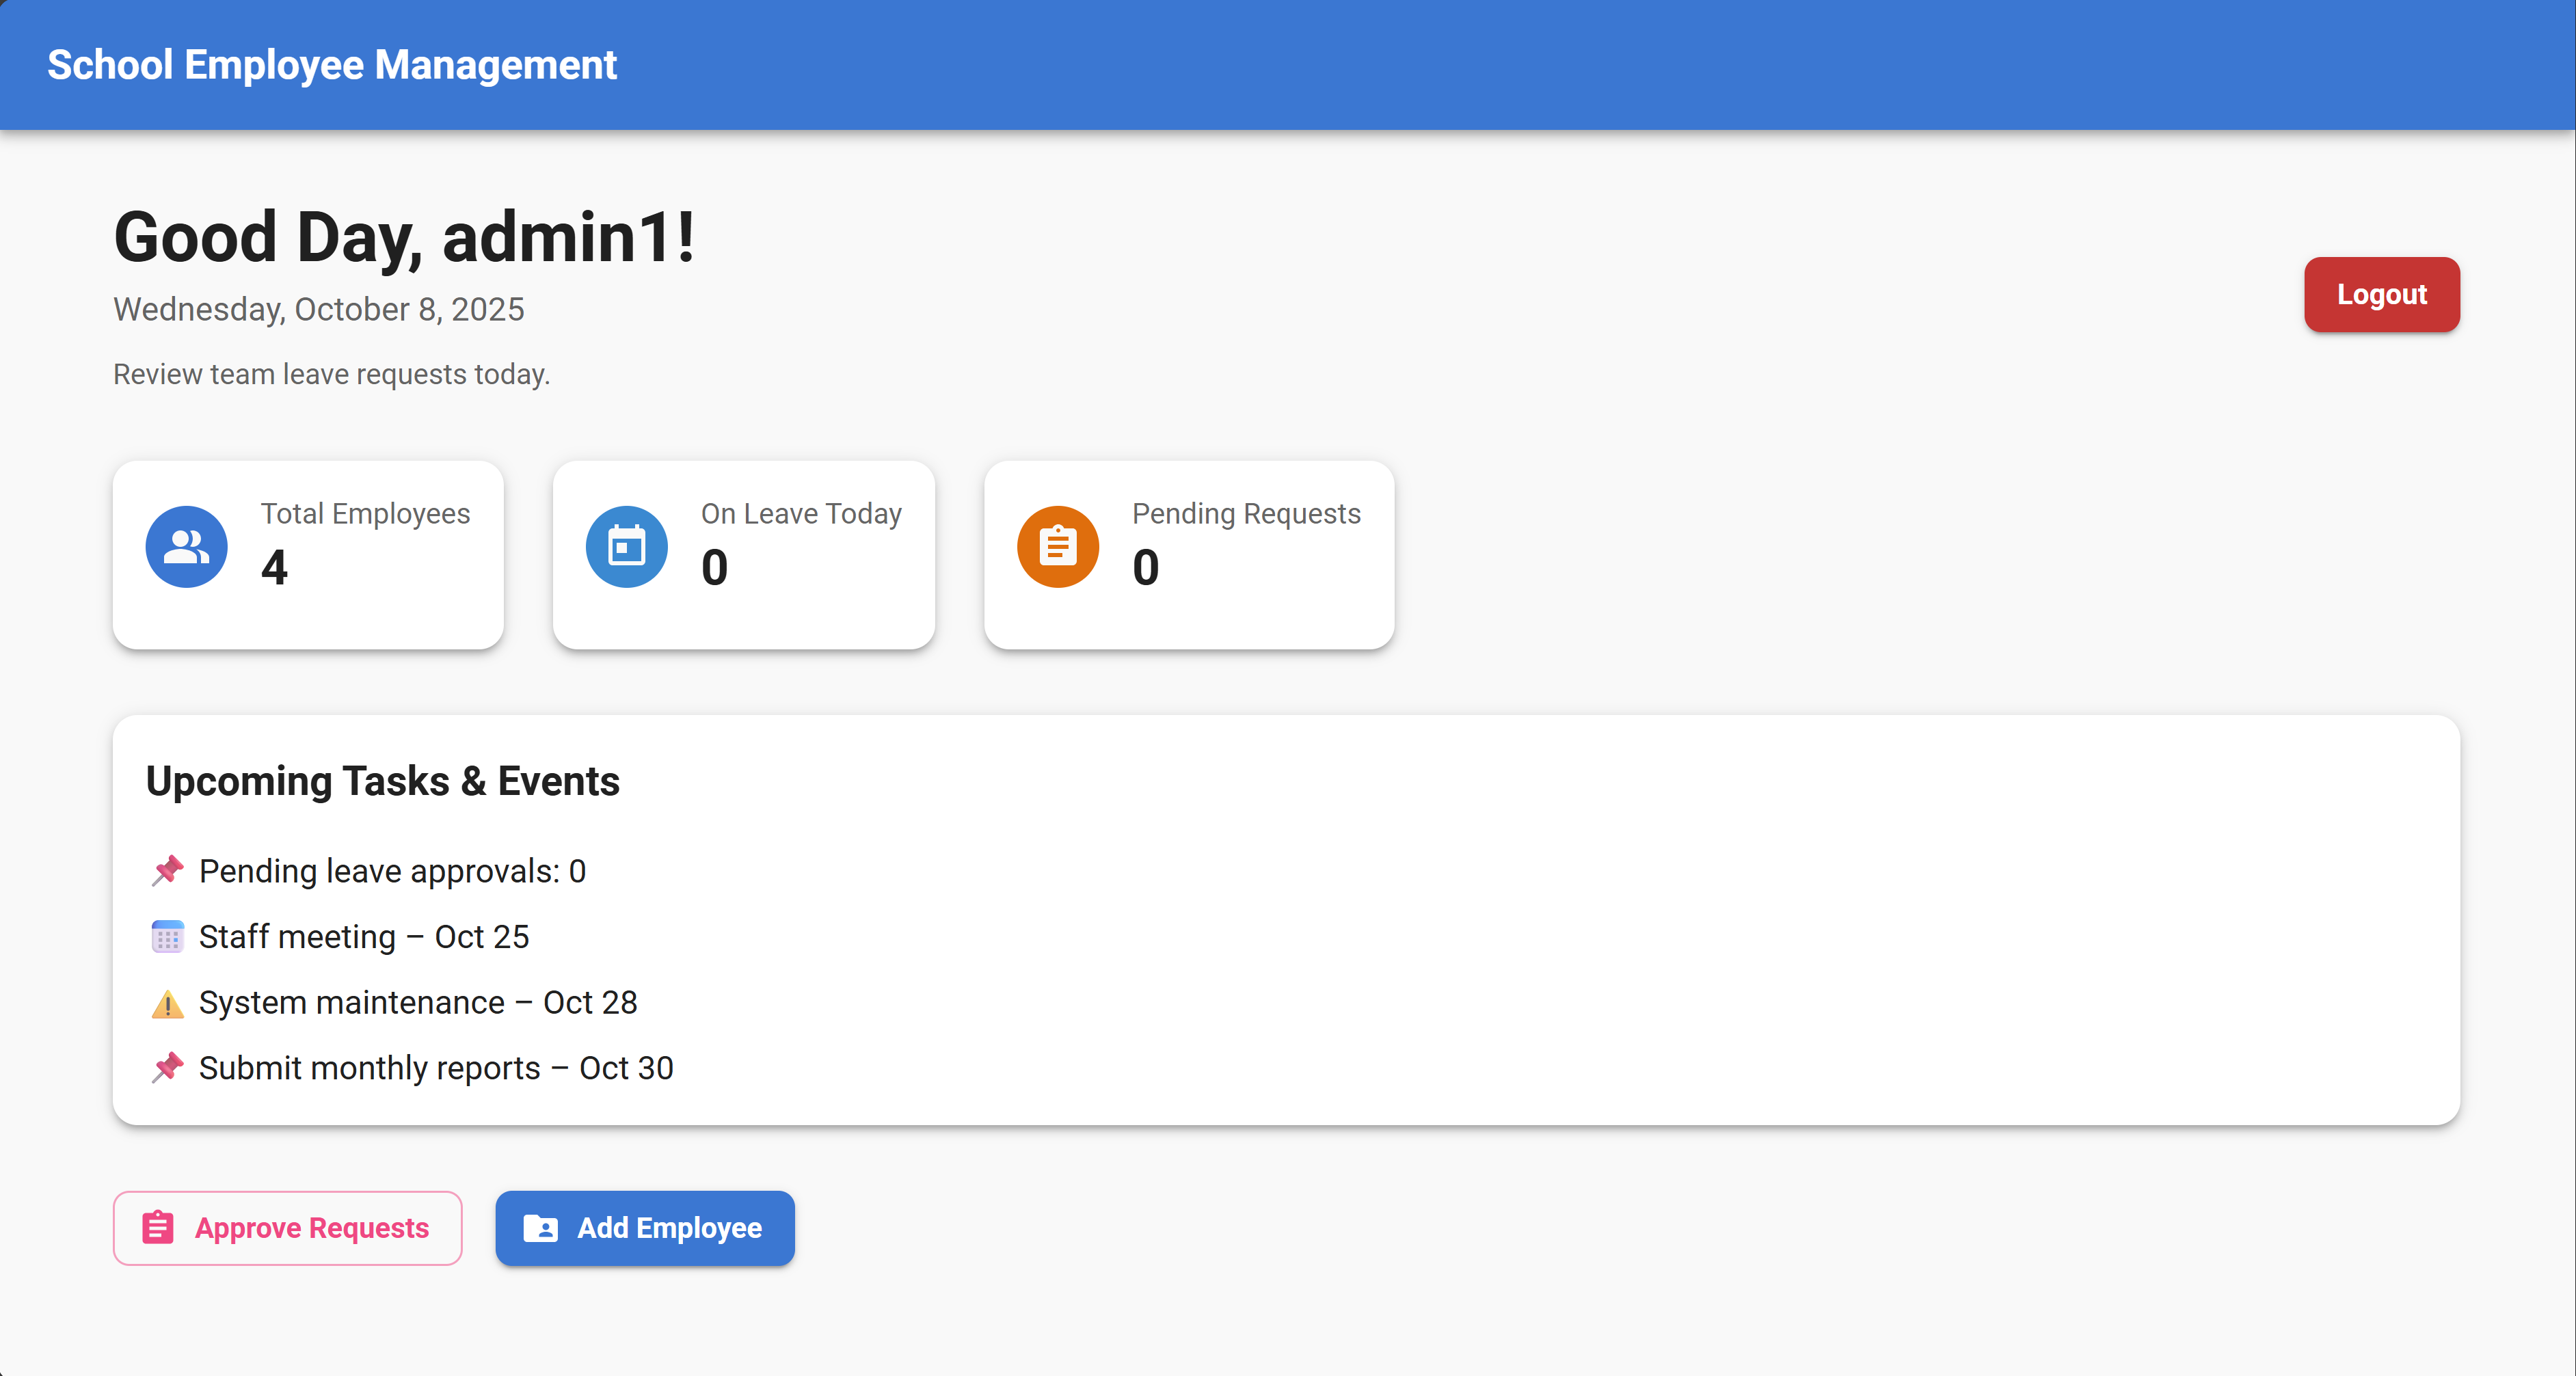 School Employee Management
Good Day, admin1!
Wednesday, October 8, 2025
Logout
Review team leave requests today.
Total Employees
4
On Leave Today
0
Pending Requests
0
Upcoming Tasks & Events
Pending leave approvals: 0
Staff meeting – Oct 25
System maintenance – Oct 28
Submit monthly reports – Oct 30
Approve Requests
Add Employee